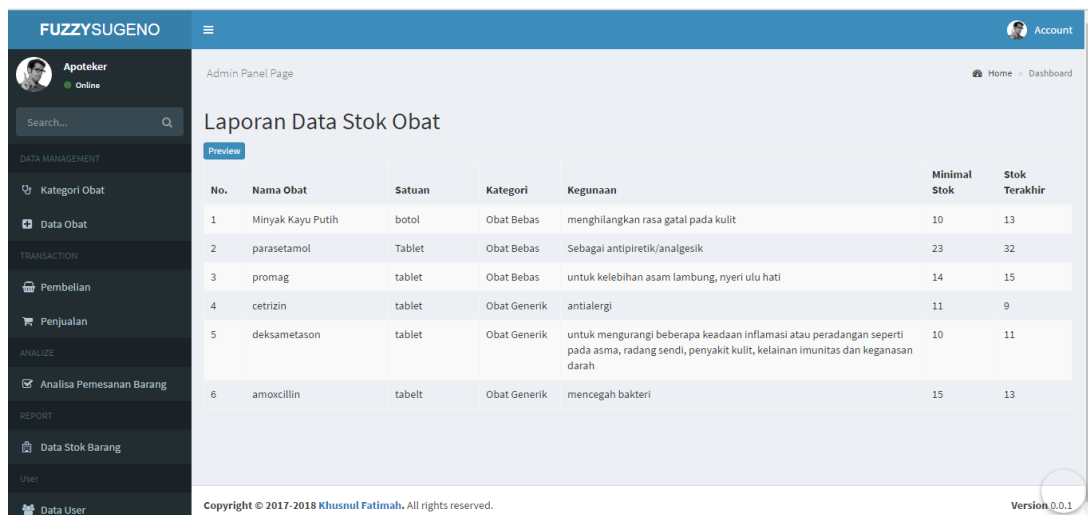 FUZZYSUGENO
Account
Apoteker
Online
Search...
DATA MANAGEMENT
Kategori Obat
Data Obat
TRANSACTION
Pembelian
Penjualan
ANALIZE
Analisa Pemesanan Barang
REPORT
Data Stok Barang
User
Data User
Admin Panel Page
Home > Dashboard
Laporan Data Stok Obat
Preview
No. Nama Obat Satuan Kategori Kegunaan Minimal Stok Stok Terakhir
1 Minyak Kayu Putih botol Obat Bebas menghilangkan rasa gatal pada kulit 10 13
2 parasetamol Tablet Obat Bebas Sebagai antipiretik/analgesik 23 32
3 promag tablet Obat Bebas untuk kelebihan asam lambung, nyeri ulu hati 14 15
4 cetrizin tablet Obat Generik antialergi 11 9
5 deksametason tablet Obat Generik untuk mengurangi beberapa keadaan inflamasi atau peradangan seperti 10 11
pada asma, radang sendi, penyakit kulit, kelainan imunitas dan keganasan
darah
6 amoxcillin tabelt Obat Generik mencegah bakteri 15 13
Copyright © 2017-2018 Khusnul Fatimah. All rights reserved.
Version 0.0.1